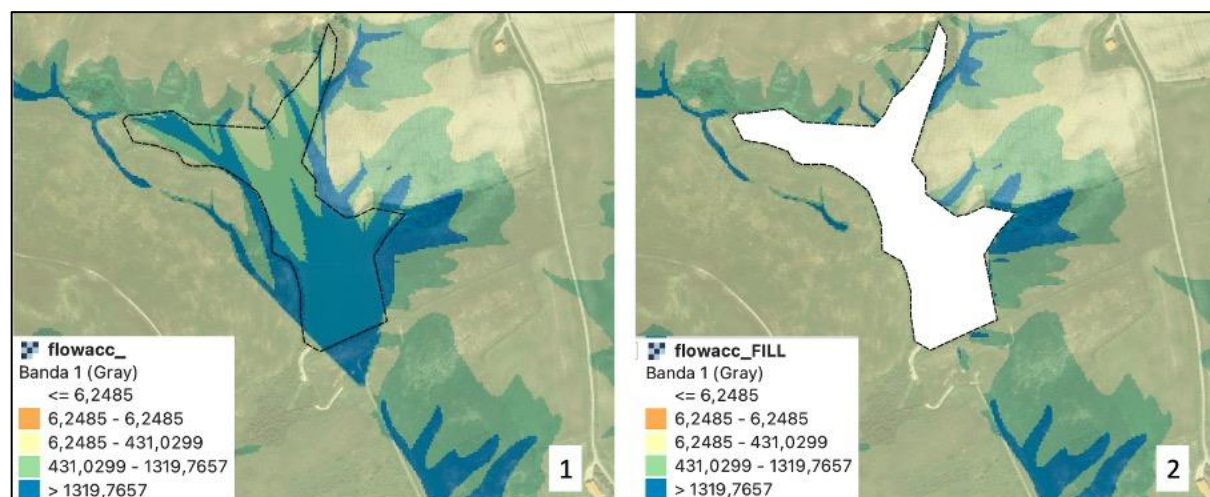 flowacc_
Banda 1 (Gray)
<= 6,2485
6,2485 - 6,2485
6,2485 - 431,0299
431,0299 - 1319,7657
> 1319,7657
1
flowacc_FILL
Banda 1 (Gray)
<= 6,2485
6,2485 - 6,2485
6,2485 - 431,0299
431,0299 - 1319,7657
> 1319,7657
2